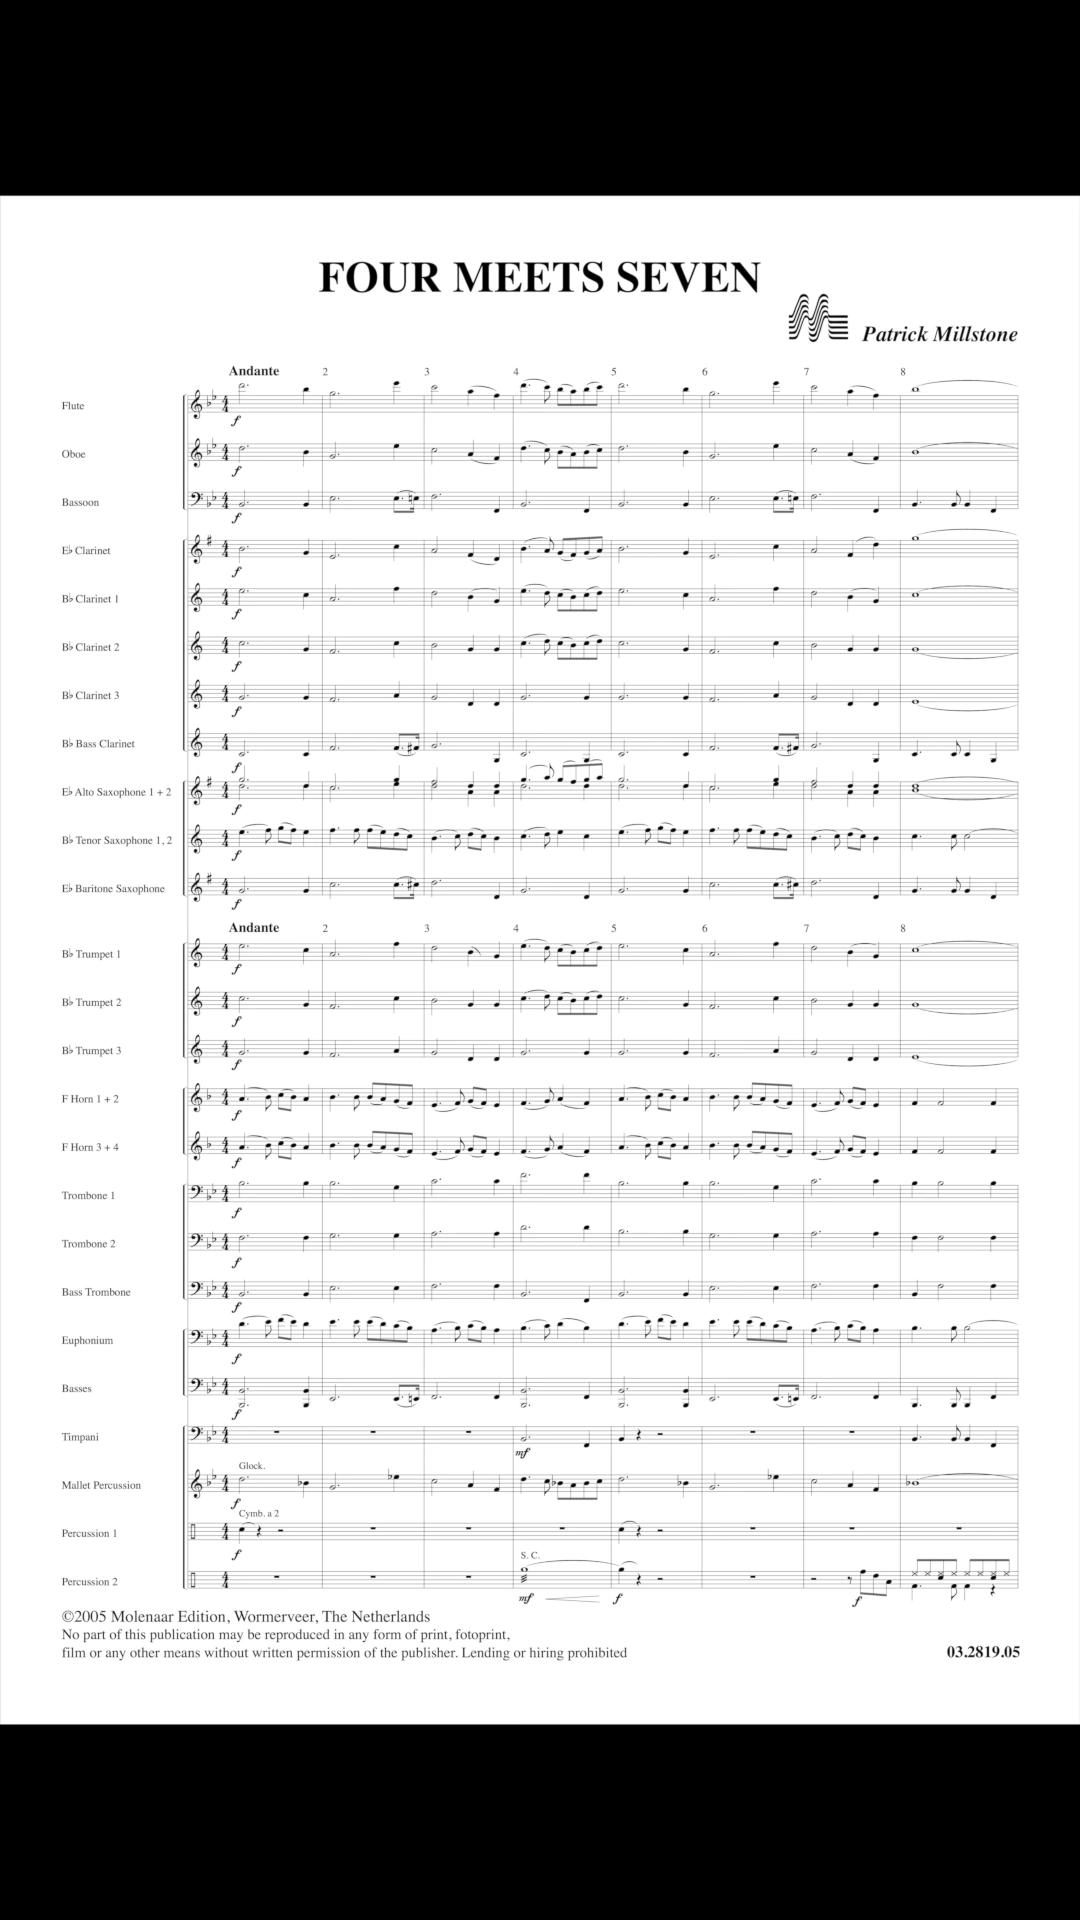 FOUR MEETS SEVEN
Patrick Millstone
Andante 2 3 4 5 6 7 8
Flute
f
Oboe
f
Bassoon
f
E♭ Clarinet
f
B♭ Clarinet 1
f
B♭ Clarinet 2
f
B♭ Clarinet 3
f
B♭ Bass Clarinet
f
E♭ Alto Saxophone 1 + 2
f
B♭ Tenor Saxophone 1, 2
f
E♭ Baritone Saxophone
f
Andante 2 3 4 5 6 7 8
B♭ Trumpet 1
f
B♭ Trumpet 2
f
B♭ Trumpet 3
f
F Horn 1 + 2
f
F Horn 3 + 4
f
Trombone 1
f
Trombone 2
f
Bass Trombone
f
Euphonium
f
Basses
f
Timpani
mf
Glock.
Mallet Percussion
f
Cymb. a 2
Percussion 1
f
S. C.
Percussion 2
mf f f
©2005 Molenaar Edition, Wormerveer, The Netherlands
No part of this publication may be reproduced in any form of print, fotoprint,
film or any other means without written permission of the publisher. Lending or hiring prohibited
03.2819.05